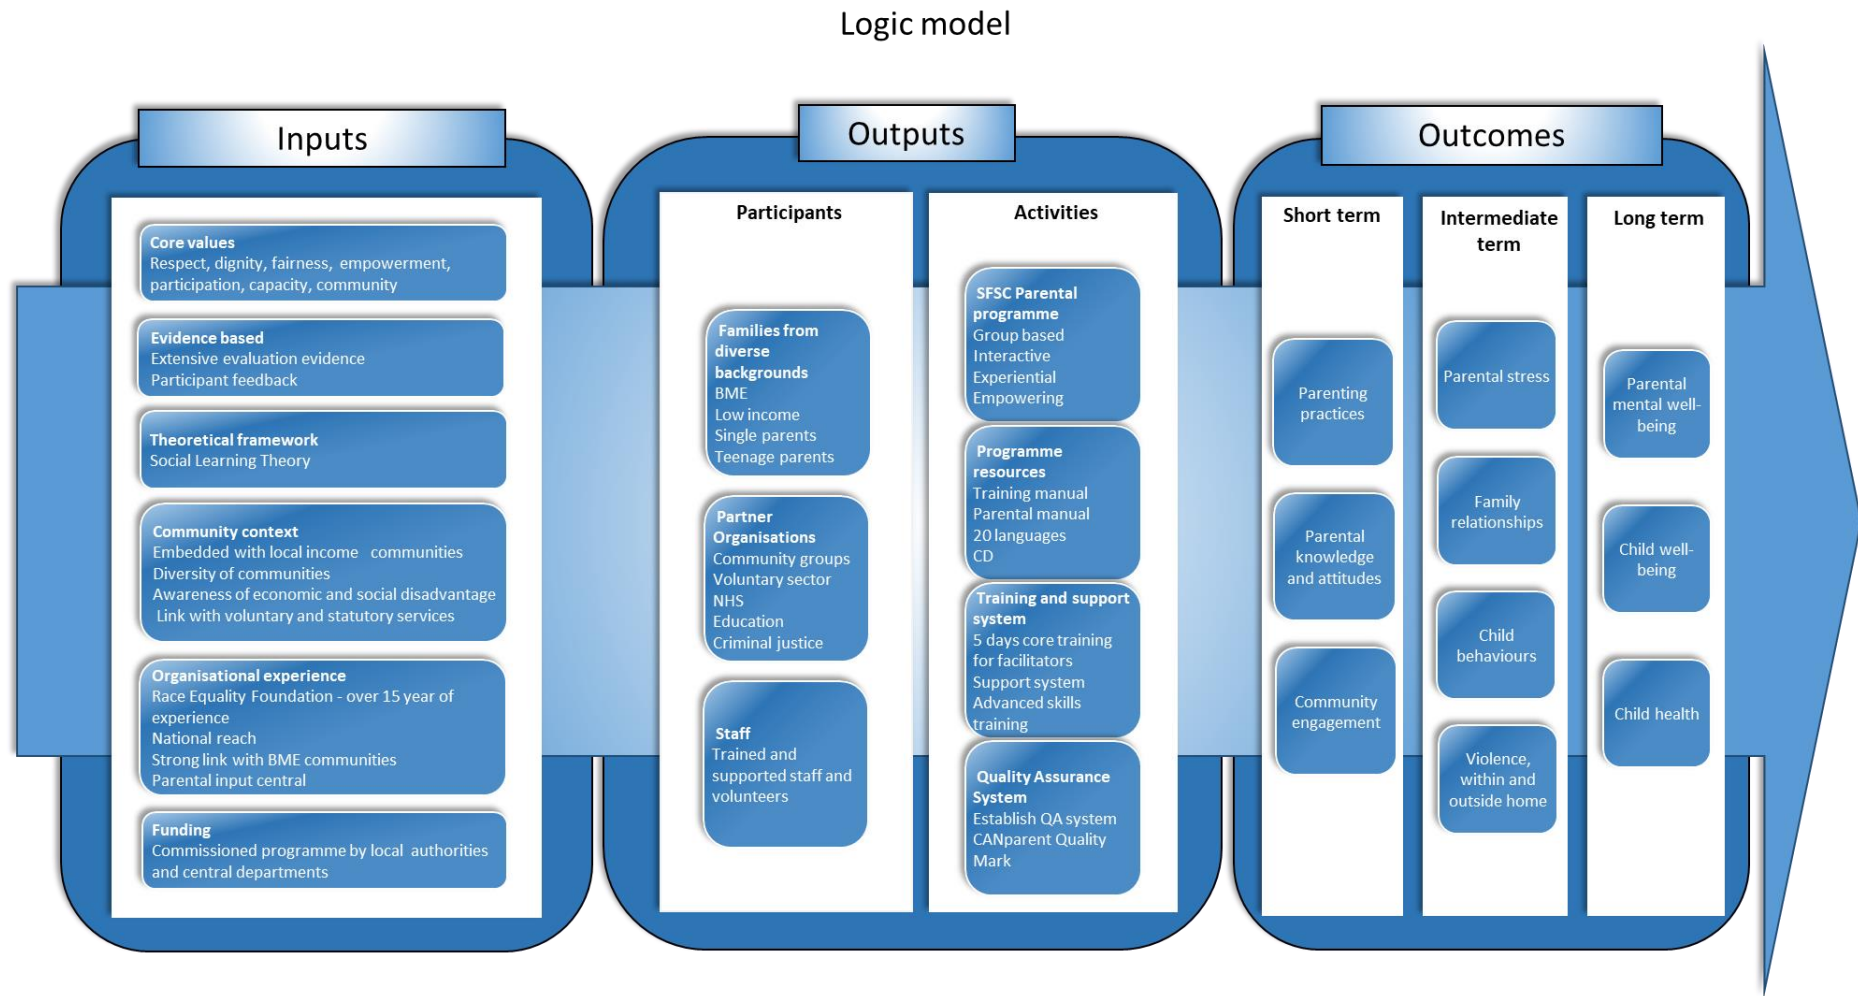 Logic model
Inputs
Core values
Respect, dignity, fairness, empowerment,
participation, capacity, community
Evidence based
Extensive evaluation evidence
Participant feedback
Theoretical framework
Social Learning Theory
Community context
Embedded with local income communities
Diversity of communities
Awareness of economic and social disadvantage
Link with voluntary and statutory services
Organisational experience
Race Equality Foundation - over 15 year of
experience
National reach
Strong link with BME communities
Parental input central
Funding
Commissioned programme by local authorities
and central departments
Outputs
Participants
Families from
diverse
backgrounds
BME
Low income
Single parents
Teenage parents
Partner
Organisations
Community groups
Voluntary sector
NHS
Education
Criminal justice
Staff
Trained and
supported staff and
volunteers
Activities
SFSC Parental
programme
Group based
Interactive
Experiential
Empowering
Programme
resources
Training manual
Parental manual
20 languages
CD
Training and support
system
5 days core training
for facilitators
Support system
Advanced skills
training
Quality Assurance
System
Establish QA system
CANparent Quality
Mark
Outcomes
Short term
Parenting
practices
Parental
knowledge
and attitudes
Community
engagement
Intermediate
term
Parental stress
Family
relationships
Child
behaviours
Violence,
within and
outside home
Long term
Parental
mental well-
being
Child well-
being
Child health